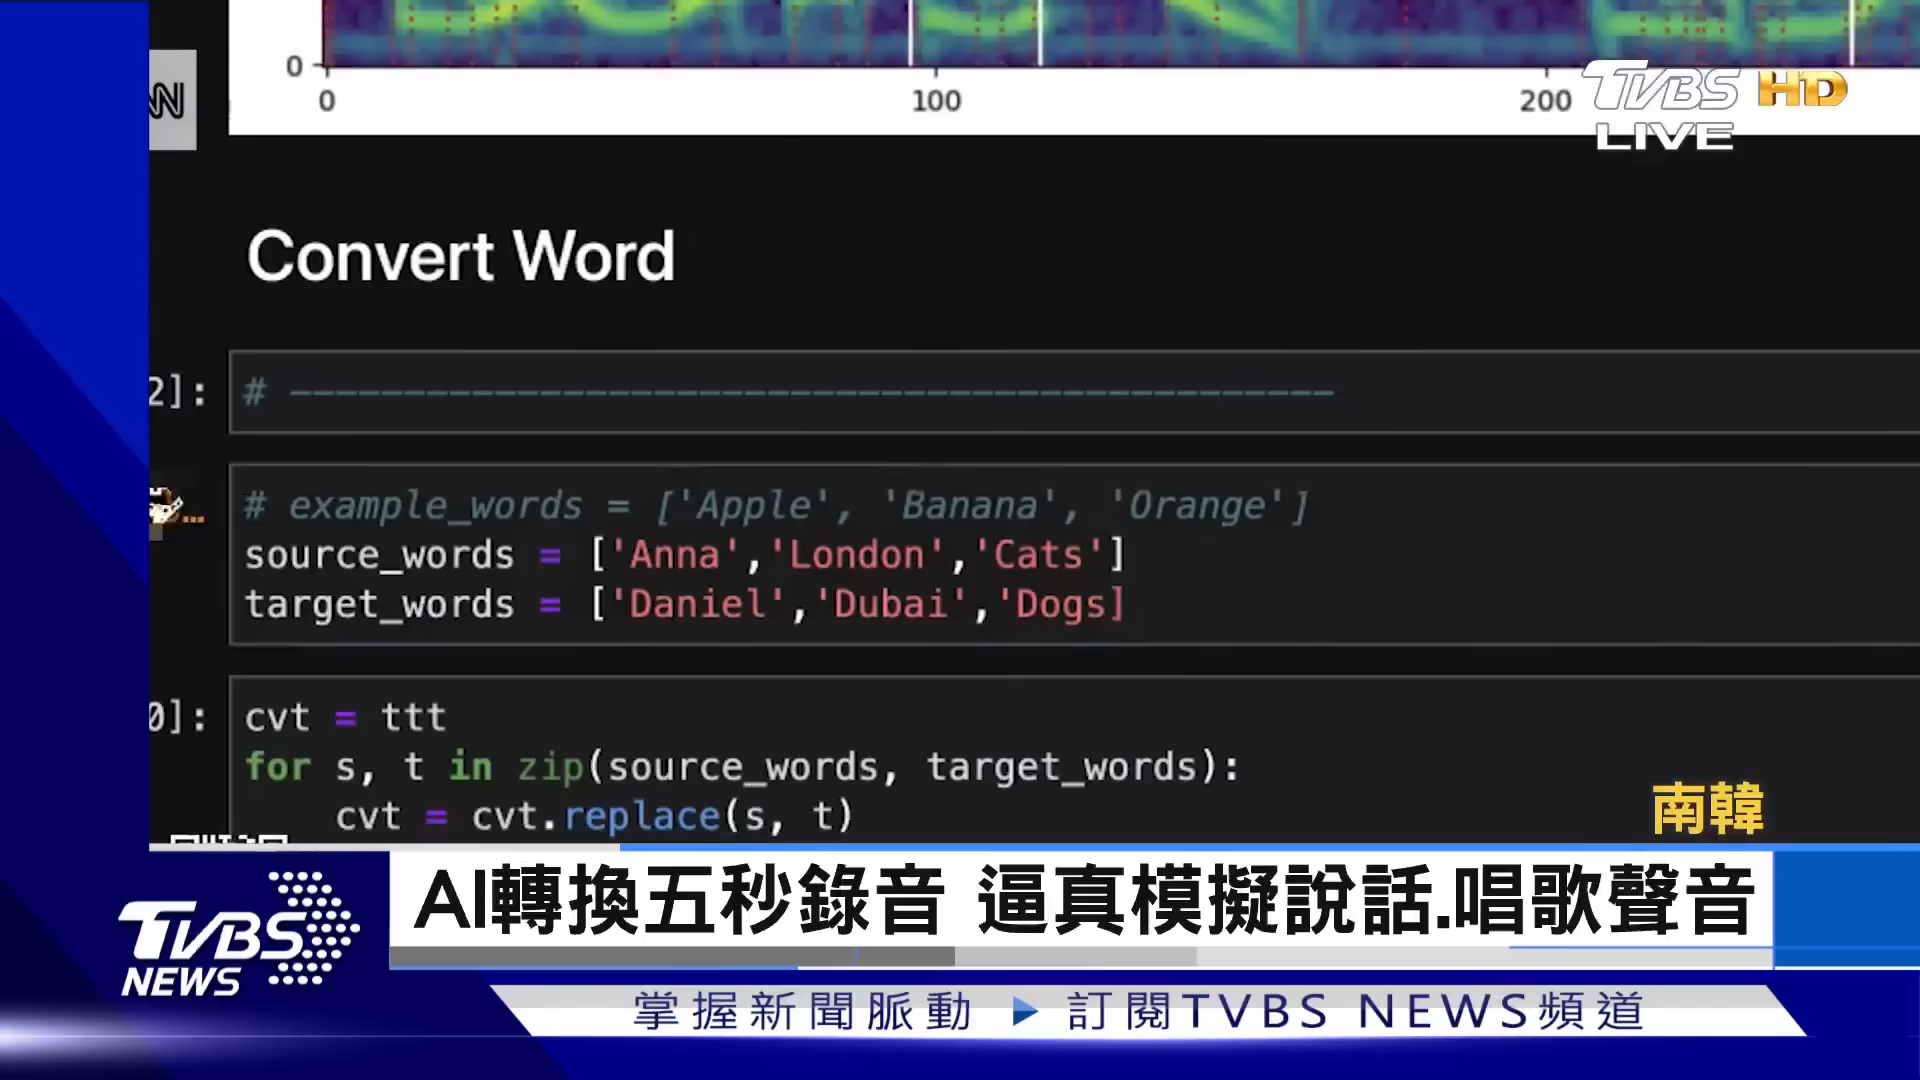 0
0 100 200
TVBS HD
LIVE
Convert Word
2]: # ----------------------------------------------
# example_words = ['Apple', 'Banana', 'Orange']
source_words = ['Anna','London','Cats']
target_words = ['Daniel','Dubai','Dogs]
0]: cvt = ttt
for s, t in zip(source_words, target_words):
cvt = cvt.replace(s, t)
南韓
AI轉換五秒錄音 逼真模擬說話.唱歌聲音
TVBS
NEWS
掌握新聞脈動 ▶ 訂閱TVBS NEWS頻道